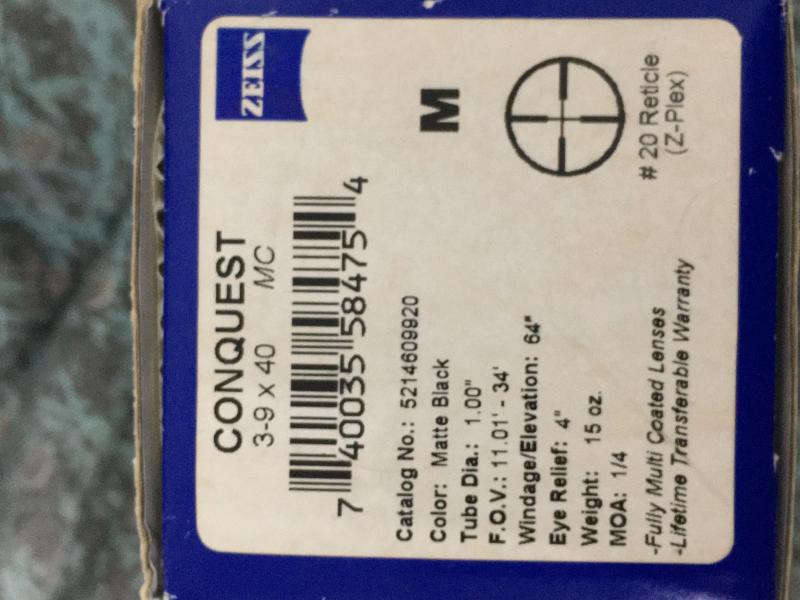 ZEISS
CONQUEST
3-9 x 40 MC
7 40035 58475 4
M
Catalog No.: 5214609920
Color: Matte Black
Tube Dia.: 1.00"
F.O.V.: 11.01' - 34'
Windage/Elevation: 64"
Eye Relief: 4"
Weight: 15 oz.
MOA: 1/4
-Fully Multi Coated Lenses
-Lifetime Transferable Warranty
# 20 Reticle
(Z-Plex)